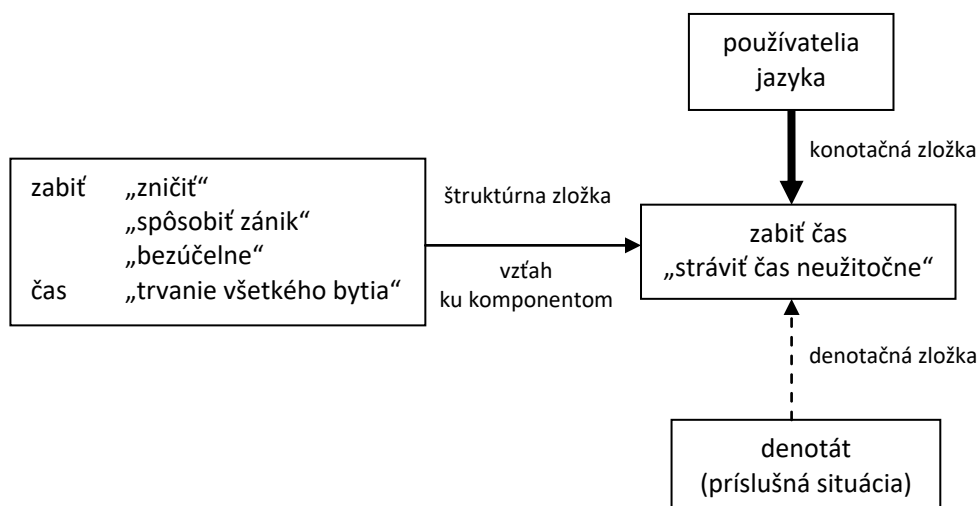 používatelia
jazyka
konotačná zložka
zabiť „zničiť“
„spôsobiť zánik“
„bezúčelne“
čas „trvanie všetkého bytia“
štruktúrna zložka
vzťah
ku komponentom
zabiť čas
„stráviť čas neužitočne“
denotačná zložka
denotát
(príslušná situácia)